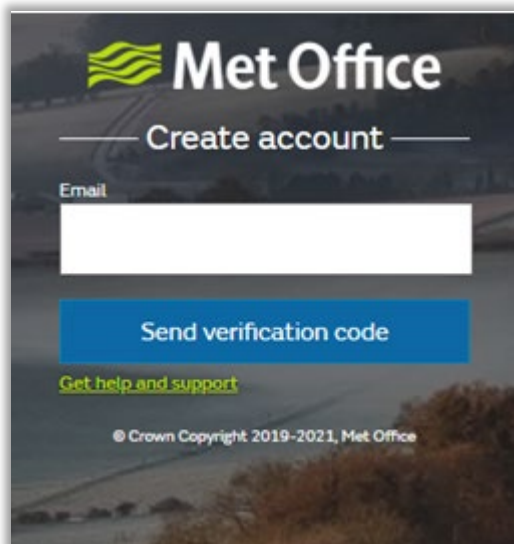 Met Office
Create account
Email
Send verification code
Get help and support
© Crown Copyright 2019-2021, Met Office